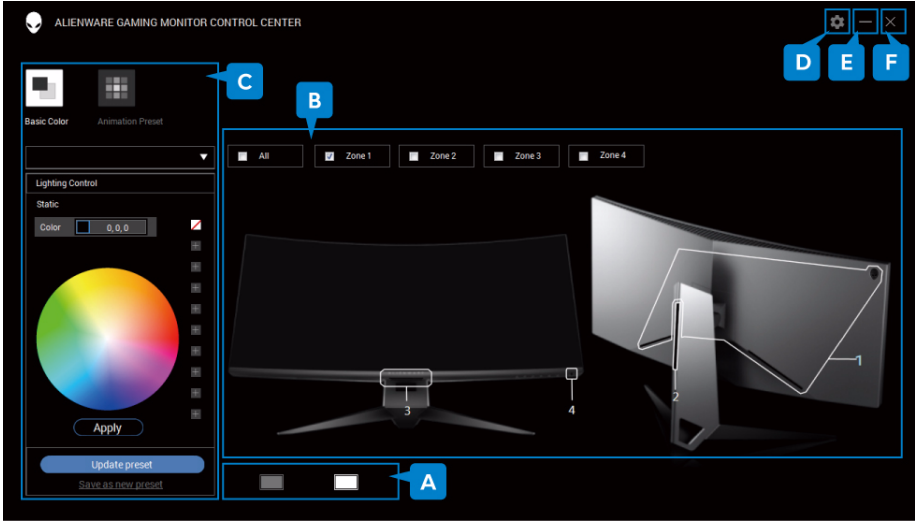 ALIENWARE GAMING MONITOR CONTROL CENTER
D E F
C
B
Basic Color Animation Preset
All Zone 1 Zone 2 Zone 3 Zone 4
Lighting Control
Static
Color 0, 0, 0
1
2
3 4
Apply
Update preset
Save as new preset
A